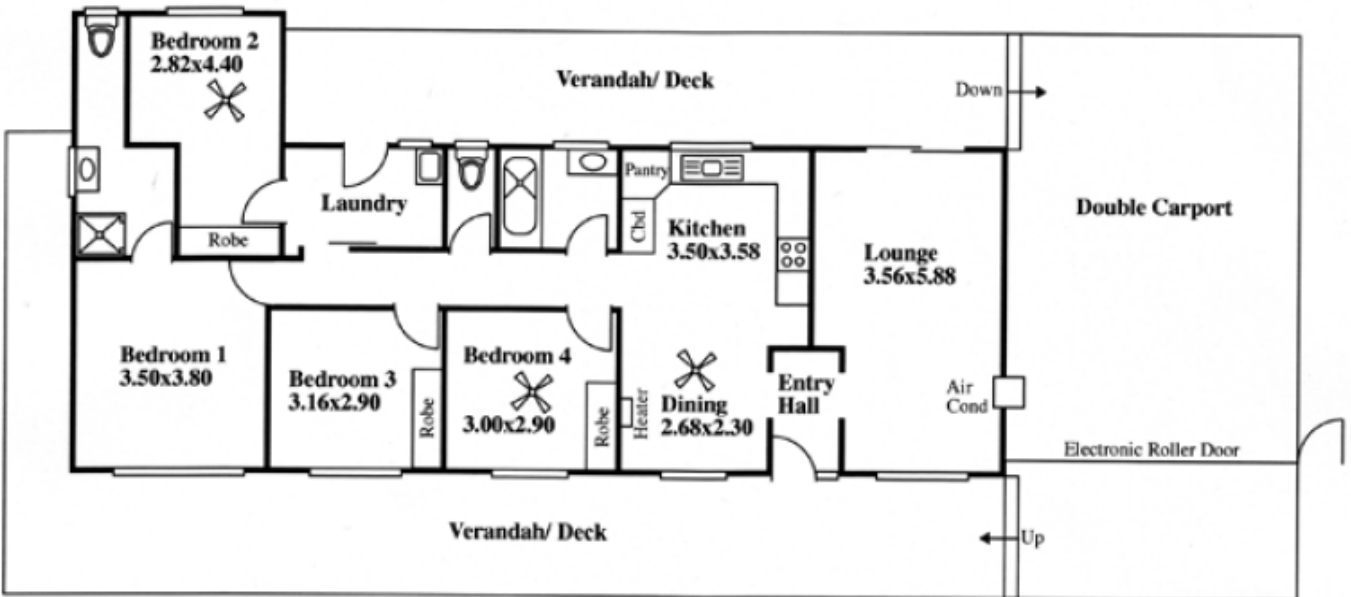 Bedroom 2
2.82x4.40
Verandah/ Deck
Down
Laundry
Pantry
Double Carport
Robe
Cbd
Kitchen
3.50x3.58
Lounge
3.56x5.88
Bedroom 1
3.50x3.80
Bedroom 3
3.16x2.90
Robe
Bedroom 4
3.00x2.90
Robe
Heater
Dining
2.68x2.30
Entry
Hall
Air
Cond
Electronic Roller Door
Verandah/ Deck
Up